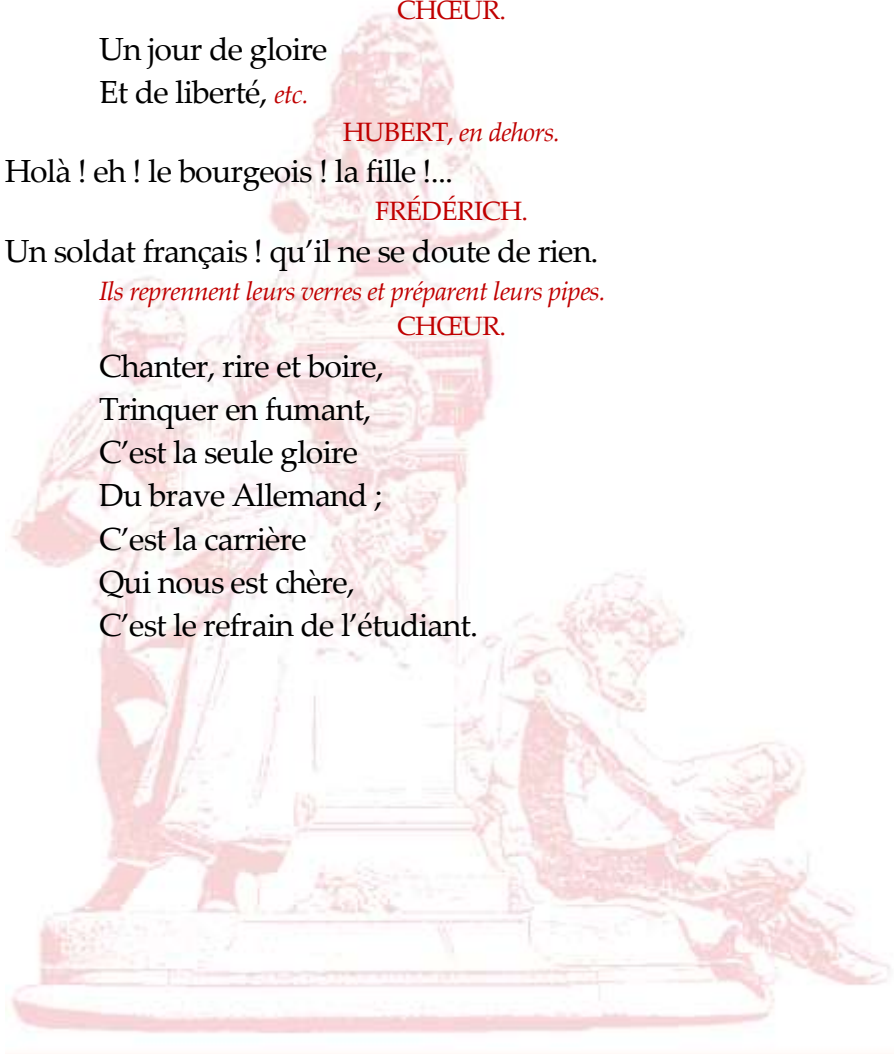 CHŒUR.
Un jour de gloire
Et de liberté, etc.
HUBERT, en dehors.
Holà ! eh ! le bourgeois ! la fille !...
FRÉDÉRICH.
Un soldat français ! qu’il ne se doute de rien.
Ils reprennent leurs verres et préparent leurs pipes.
CHŒUR.
Chanter, rire et boire,
Trinquer en fumant,
C’est la seule gloire
Du brave Allemand ;
C’est la carrière
Qui nous est chère,
C’est le refrain de l’étudiant.